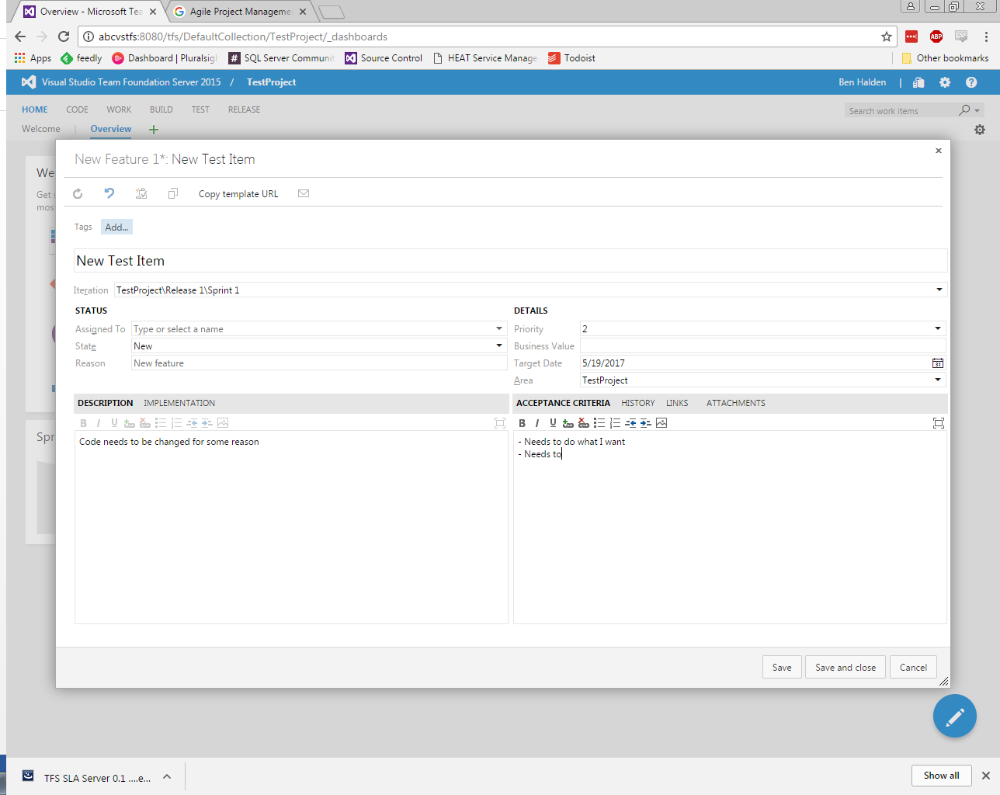 Overview - Microsoft Tea
Agile Project Manageme
abcvstfs:8080/tfs/DefaultCollection/TestProject/_dashboards
ABP
CSS
Apps
feedly
Dashboard | Pluralsigh
SQL Server Communit
Source Control
HEAT Service Manage
Todoist
Other bookmarks
Visual Studio Team Foundation Server 2015 / TestProject
Ben Halden
HOME CODE WORK BUILD TEST RELEASE
Search work items
Welcome Overview
We
Get s
mos
Spr
New Feature 1*: New Test Item
Copy template URL
Tags Add...
New Test Item
Iteration TestProject\Release 1\Sprint 1
STATUS
Assigned To Type or select a name
State New
Reason New feature
DETAILS
Priority 2
Business Value
Target Date 5/19/2017
31
Area TestProject
DESCRIPTION IMPLEMENTATION
B I U
Code needs to be changed for some reason
ACCEPTANCE CRITERIA HISTORY LINKS ATTACHMENTS
B I U
- Needs to do what I want
- Needs to
Save
Save and close
Cancel
TFS SLA Server 0.1 ....e...
Show all